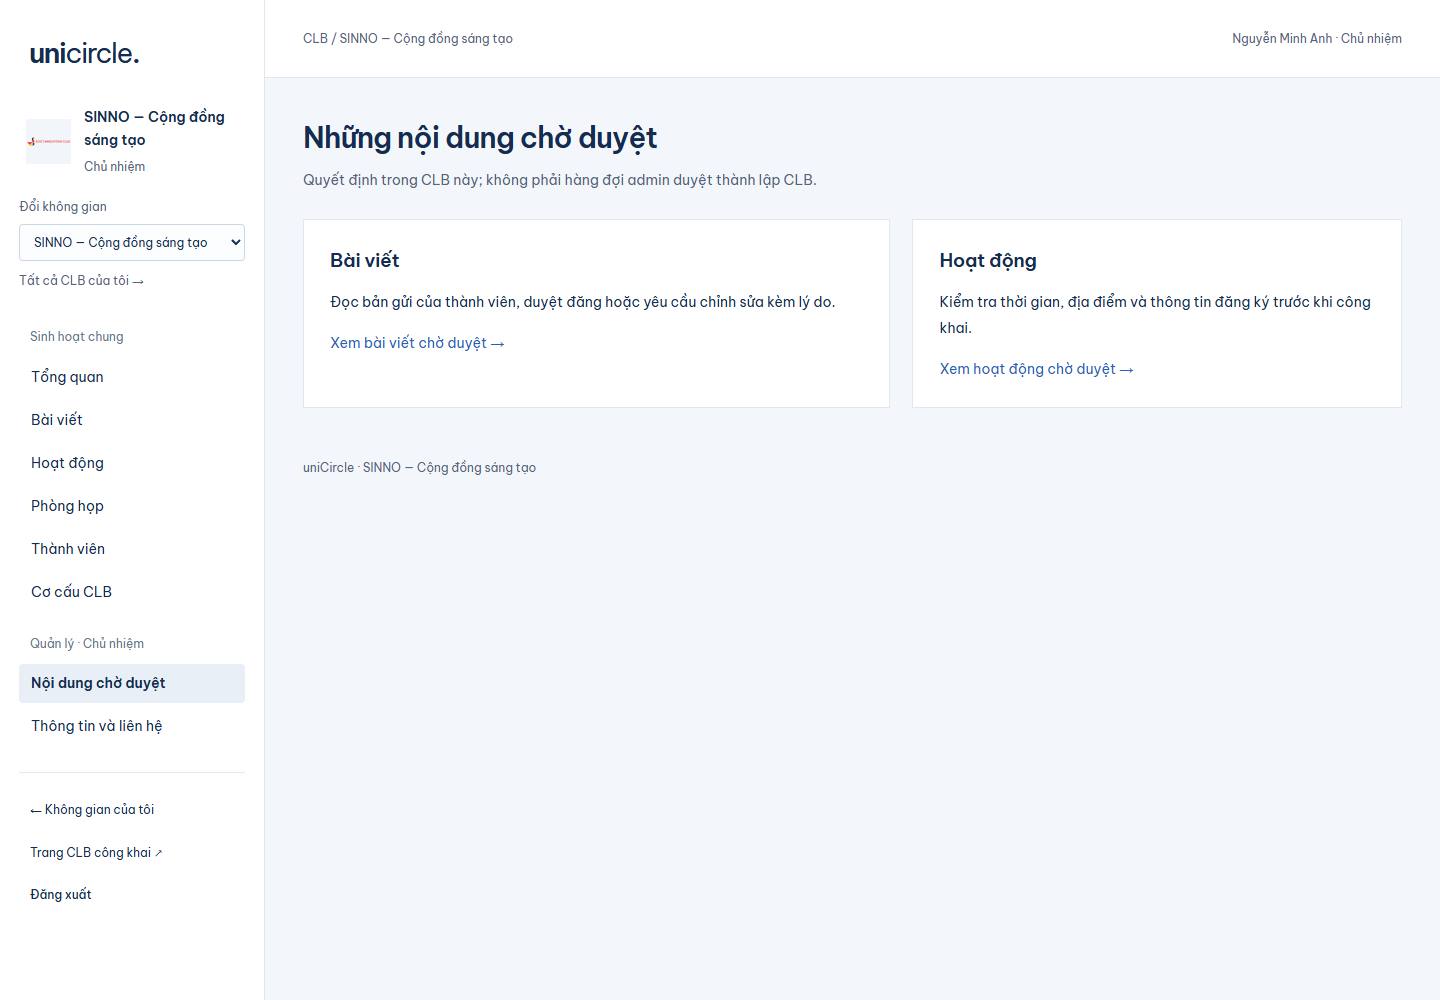 unicircle.
SINNO — Cộng đồng
sáng tạo
Chủ nhiệm
Đổi không gian
SINNO — Cộng đồng sáng tạo
Tất cả CLB của tôi →
Sinh hoạt chung
Tổng quan
Bài viết
Hoạt động
Phòng họp
Thành viên
Cơ cấu CLB
Quản lý · Chủ nhiệm
Nội dung chờ duyệt
Thông tin và liên hệ
← Không gian của tôi
Trang CLB công khai ↗
Đăng xuất
CLB / SINNO — Cộng đồng sáng tạo
Nguyễn Minh Anh · Chủ nhiệm
Những nội dung chờ duyệt
Quyết định trong CLB này; không phải hàng đợi admin duyệt thành lập CLB.
Bài viết
Đọc bản gửi của thành viên, duyệt đăng hoặc yêu cầu chỉnh sửa kèm lý do.
Xem bài viết chờ duyệt →
Hoạt động
Kiểm tra thời gian, địa điểm và thông tin đăng ký trước khi công
khai.
Xem hoạt động chờ duyệt →
uniCircle · SINNO — Cộng đồng sáng tạo